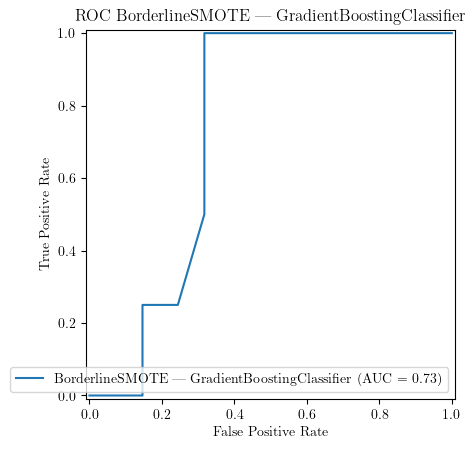 ROC BorderlineSMOTE — GradientBoostingClassifier
1.0
0.8
0.6
0.4
0.2
0.0
True Positive Rate
BorderlineSMOTE — GradientBoostingClassifier (AUC = 0.73)
0.0 0.2 0.4 0.6 0.8 1.0
False Positive Rate